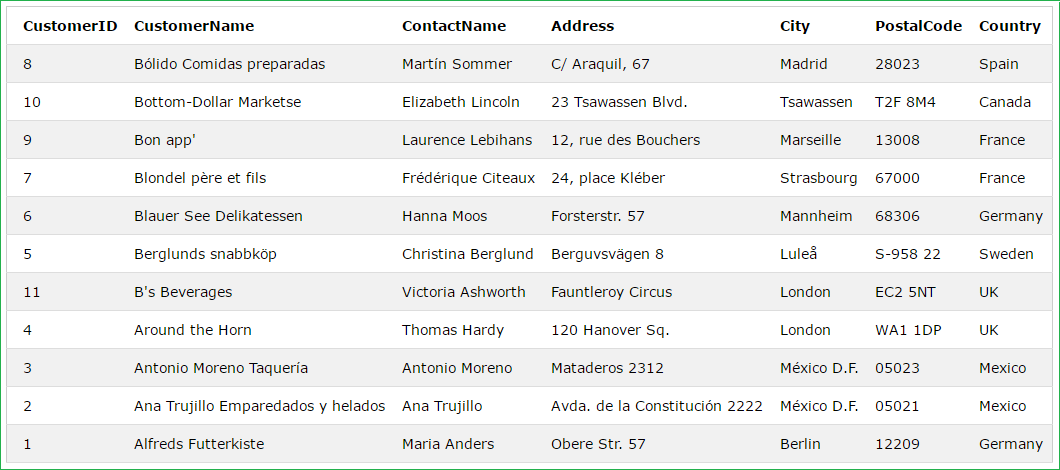 CustomerID CustomerName ContactName Address City PostalCode Country
8 Bólido Comidas preparadas Martín Sommer C/ Araquil, 67 Madrid 28023 Spain
10 Bottom-Dollar Marketse Elizabeth Lincoln 23 Tsawassen Blvd. Tsawassen T2F 8M4 Canada
9 Bon app' Laurence Lebihans 12, rue des Bouchers Marseille 13008 France
7 Blondel père et fils Frédérique Citeaux 24, place Kléber Strasbourg 67000 France
6 Blauer See Delikatessen Hanna Moos Forsterstr. 57 Mannheim 68306 Germany
5 Berglunds snabbköp Christina Berglund Berguvsvägen 8 Luleå S-958 22 Sweden
11 B's Beverages Victoria Ashworth Fauntleroy Circus London EC2 5NT UK
4 Around the Horn Thomas Hardy 120 Hanover Sq. London WA1 1DP UK
3 Antonio Moreno Taquería Antonio Moreno Mataderos 2312 México D.F. 05023 Mexico
2 Ana Trujillo Emparedados y helados Ana Trujillo Avda. de la Constitución 2222 México D.F. 05021 Mexico
1 Alfreds Futterkiste Maria Anders Obere Str. 57 Berlin 12209 Germany